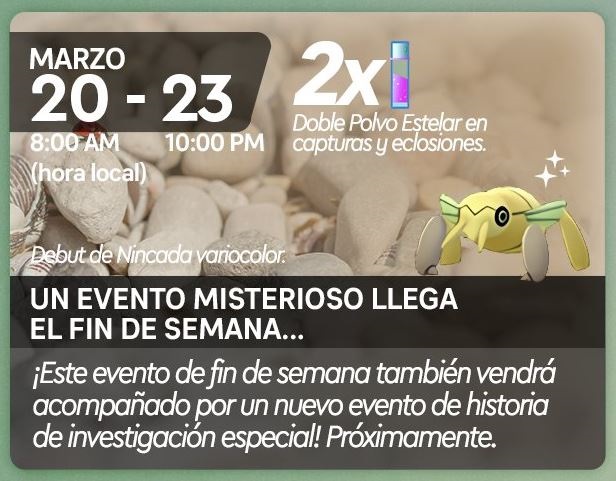 MARZO
20 - 23
8:00 AM 10:00 PM
(hora local)
2x
Doble Polvo Estelar en
capturas y eclosiones.
Debut de Nincada variocolor.
UN EVENTO MISTERIOSO LLEGA
EL FIN DE SEMANA...
¡Este evento de fin de semana también vendrá
acompañado por un nuevo evento de historia
de investigación especial! Próximamente.